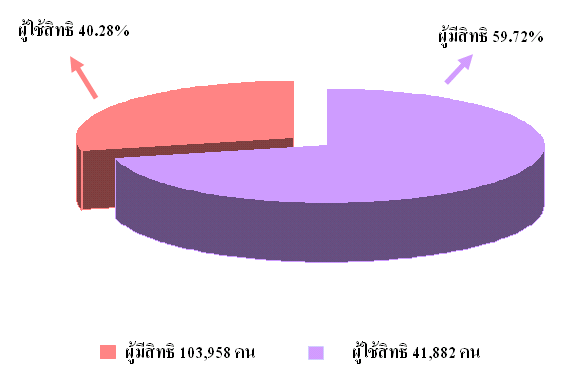 ผู้ใช้สิทธิ 40.28%
ผู้มีสิทธิ 59.72%
ผู้มีสิทธิ 103,958 คน
ผู้ใช้สิทธิ 41,882 คน